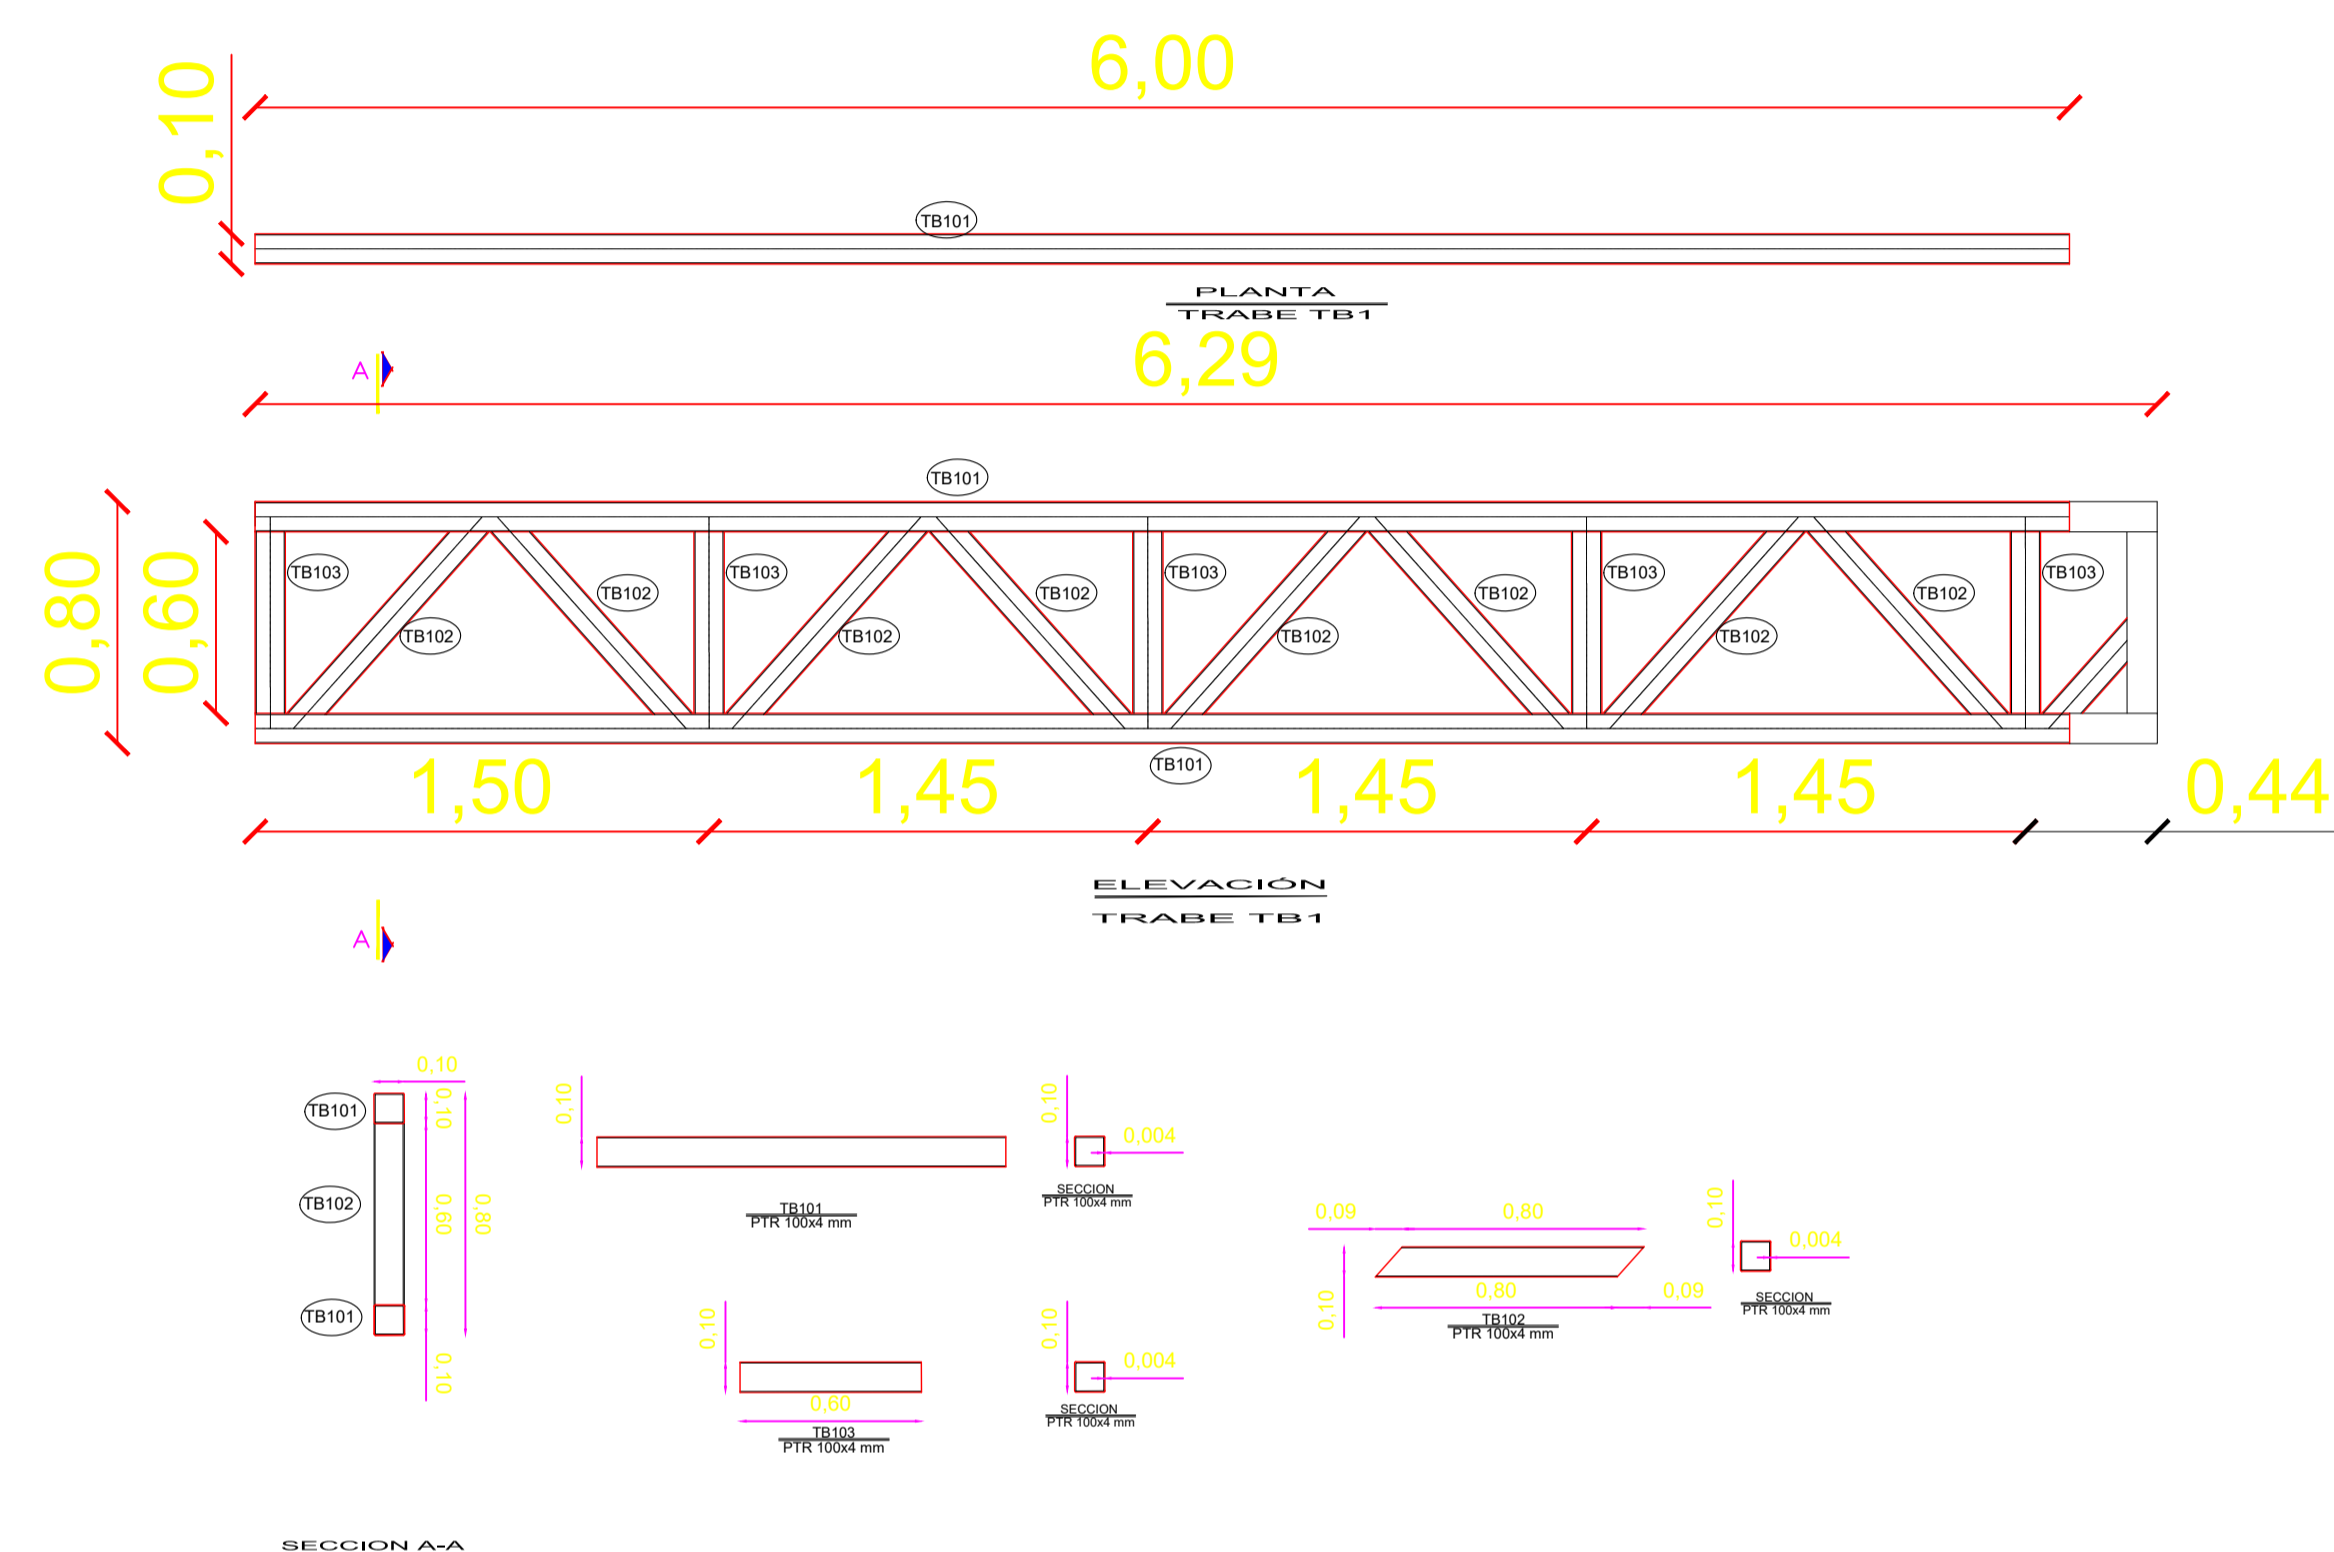 6,00
0,10
TB101
PLANTA
TRABE TB1
6,29
A
TB101
0,80
0,60
TB103
TB102
TB102
TB103
TB102
TB102
TB103
TB102
TB102
TB103
TB102
TB102
TB103
TB101
1,50
1,45
1,45
1,45
0,44
ELEVACIÓN
TRABE TB1
A
0,10
TB101
0,10
TB102
0,60
0,80
TB101
0,10
SECCION A-A
0,10
TB101
PTR 100x4 mm
0,10
0,004
SECCION
PTR 100x4 mm
0,10
0,60
TB103
PTR 100x4 mm
0,10
0,004
SECCION
PTR 100x4 mm
0,09
0,80
0,10
0,80
0,09
TB102
PTR 100x4 mm
0,10
0,004
SECCION
PTR 100x4 mm